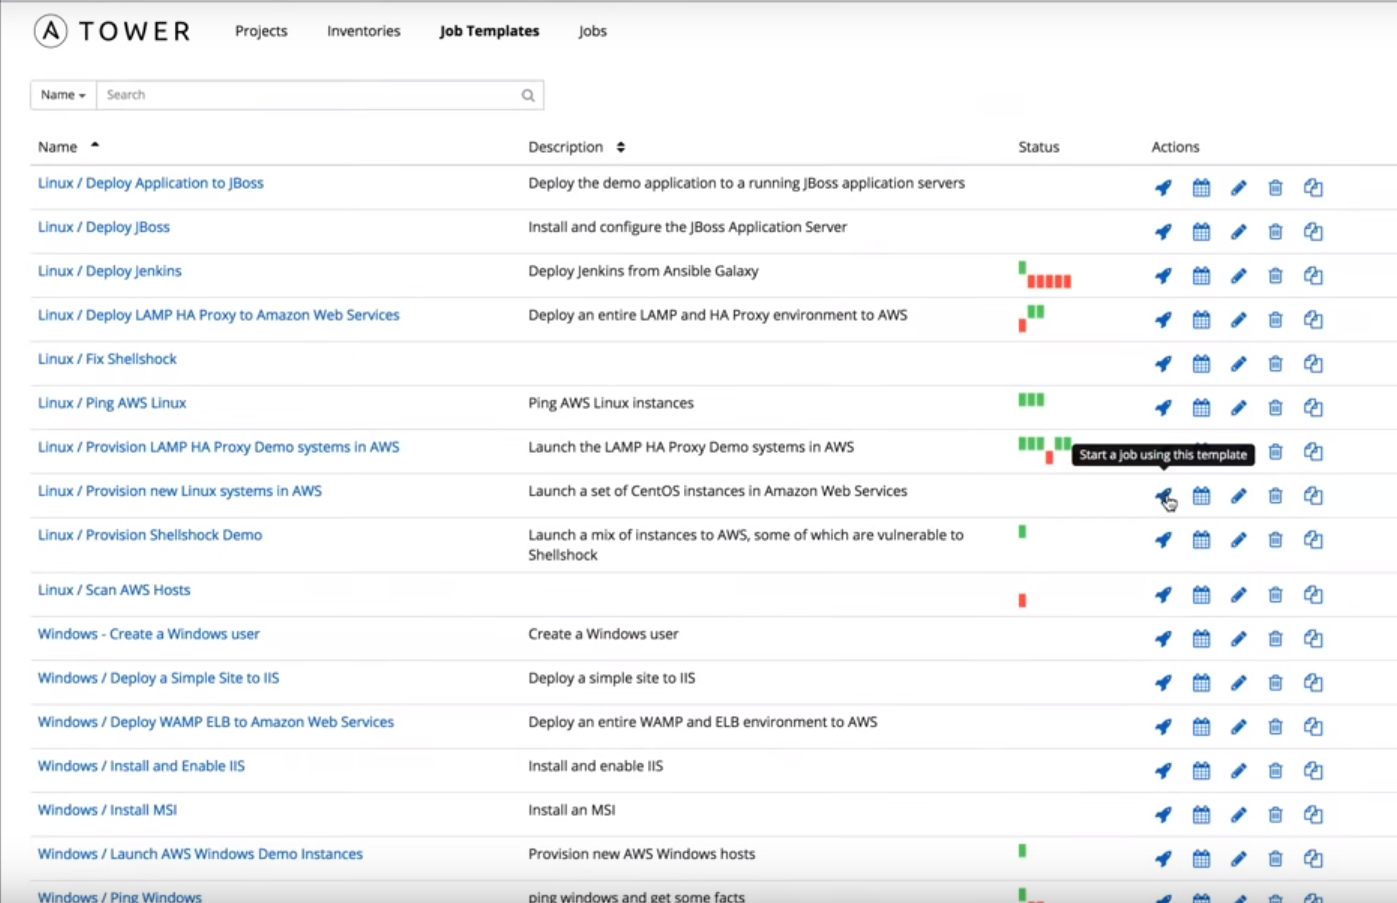 A TOWER Projects Inventories Job Templates Jobs
Name Search
Name Description Status Actions
Linux / Deploy Application to JBoss Deploy the demo application to a running JBoss application servers
Linux / Deploy JBoss Install and configure the JBoss Application Server
Linux / Deploy Jenkins Deploy Jenkins from Ansible Galaxy
Linux / Deploy LAMP HA Proxy to Amazon Web Services Deploy an entire LAMP and HA Proxy environment to AWS
Linux / Fix Shellshock
Linux / Ping AWS Linux Ping AWS Linux instances
Linux / Provision LAMP HA Proxy Demo systems in AWS Launch the LAMP HA Proxy Demo systems in AWS
Start a job using this template
Linux / Provision new Linux systems in AWS Launch a set of CentOS instances in Amazon Web Services
Linux / Provision Shellshock Demo Launch a mix of instances to AWS, some of which are vulnerable to
Shellshock
Linux / Scan AWS Hosts
Windows - Create a Windows user Create a Windows user
Windows / Deploy a Simple Site to IIS Deploy a simple site to IIS
Windows / Deploy WAMP ELB to Amazon Web Services Deploy an entire WAMP and ELB environment to AWS
Windows / Install and Enable IIS Install and enable IIS
Windows / Install MSI Install an MSI
Windows / Launch AWS Windows Demo Instances Provision new AWS Windows hosts
Windows / Ping Windows ping windows and get some facts